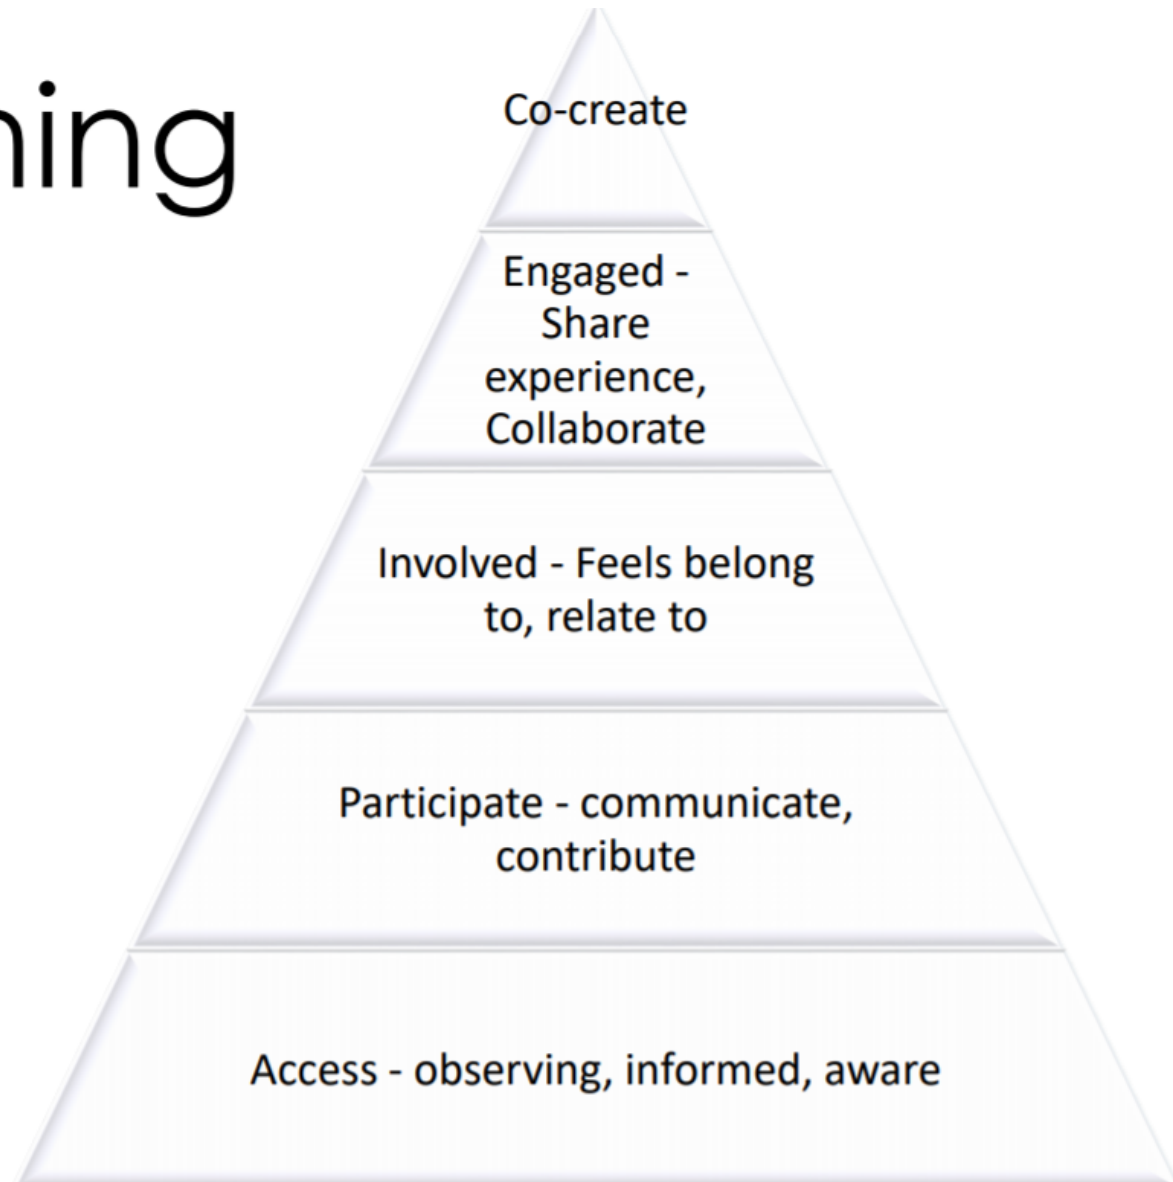 ning
Co-create
Engaged -
Share
experience,
Collaborate
Involved - Feels belong
to, relate to
Participate - communicate,
contribute
Access - observing, informed, aware